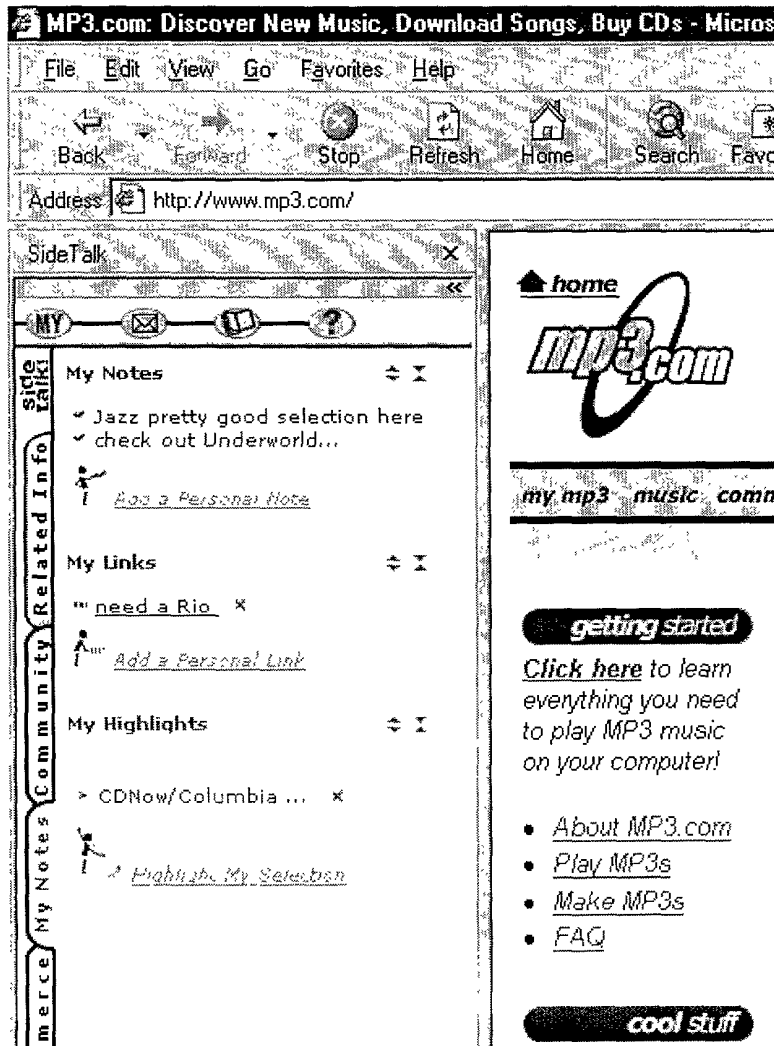 MP3.com: Discover New Music, Download Songs, Buy CDs - Micros
File Edit View Go Favorites Help
Back Forward Stop Refresh Home Search Favo
Address http://www.mp3.com/
SideTalk
MY ?
Side
Talk
Related Info
Community
My Notes
merce
My Notes
Jazz pretty good selection here
check out Underworld...
Add a Personal Note
My Links
need a Rio
Add a Personal Link
My Highlights
CDNow/Columbia ...
Highlight My Selection
home
mp3.com
my mp3 music comm
getting started
Click here to learn
everything you need
to play MP3 music
on your computer!
About MP3.com
Play MP3s
Make MP3s
FAQ
cool stuff